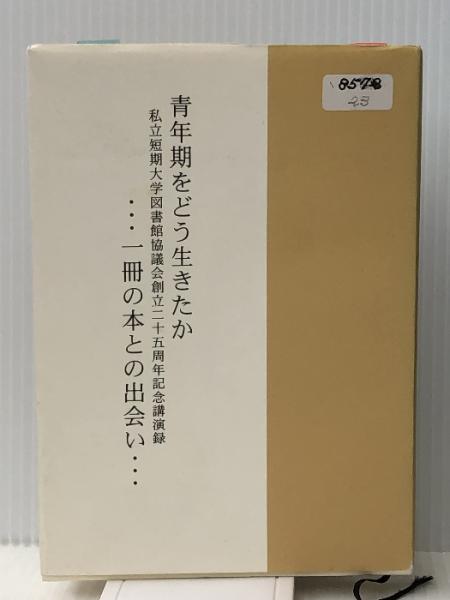 青年期をどう生きたか
私立短期大学図書館協議会創立二十五周年記念講演録
・・・一冊の本との出会い・・・
23